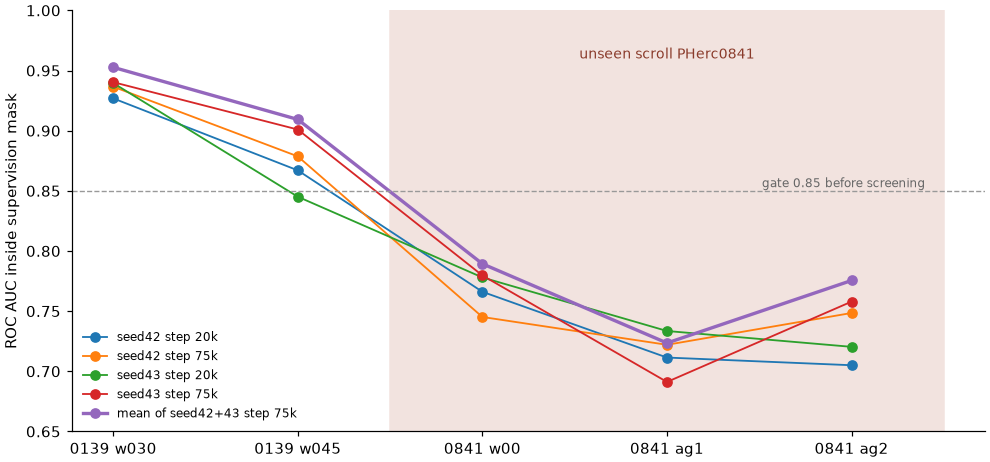 ROC AUC inside supervision mask
1.00
0.95
0.90
0.85
0.80
0.75
0.70
0.65
unseen scroll PHerc0841
gate 0.85 before screening
seed42 step 20k
seed42 step 75k
seed43 step 20k
seed43 step 75k
mean of seed42+43 step 75k
0139 w030
0139 w045
0841 w00
0841 ag1
0841 ag2